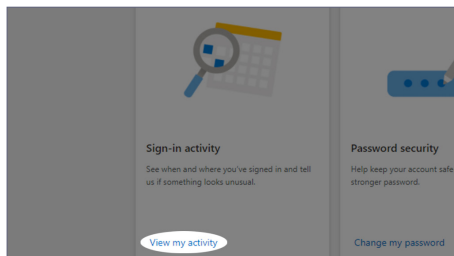 Sign-in activity
See when and where you've signed in and tell
us if something looks unusual.
View my activity
Password security
Help keep your account safe
stronger password.
Change my password